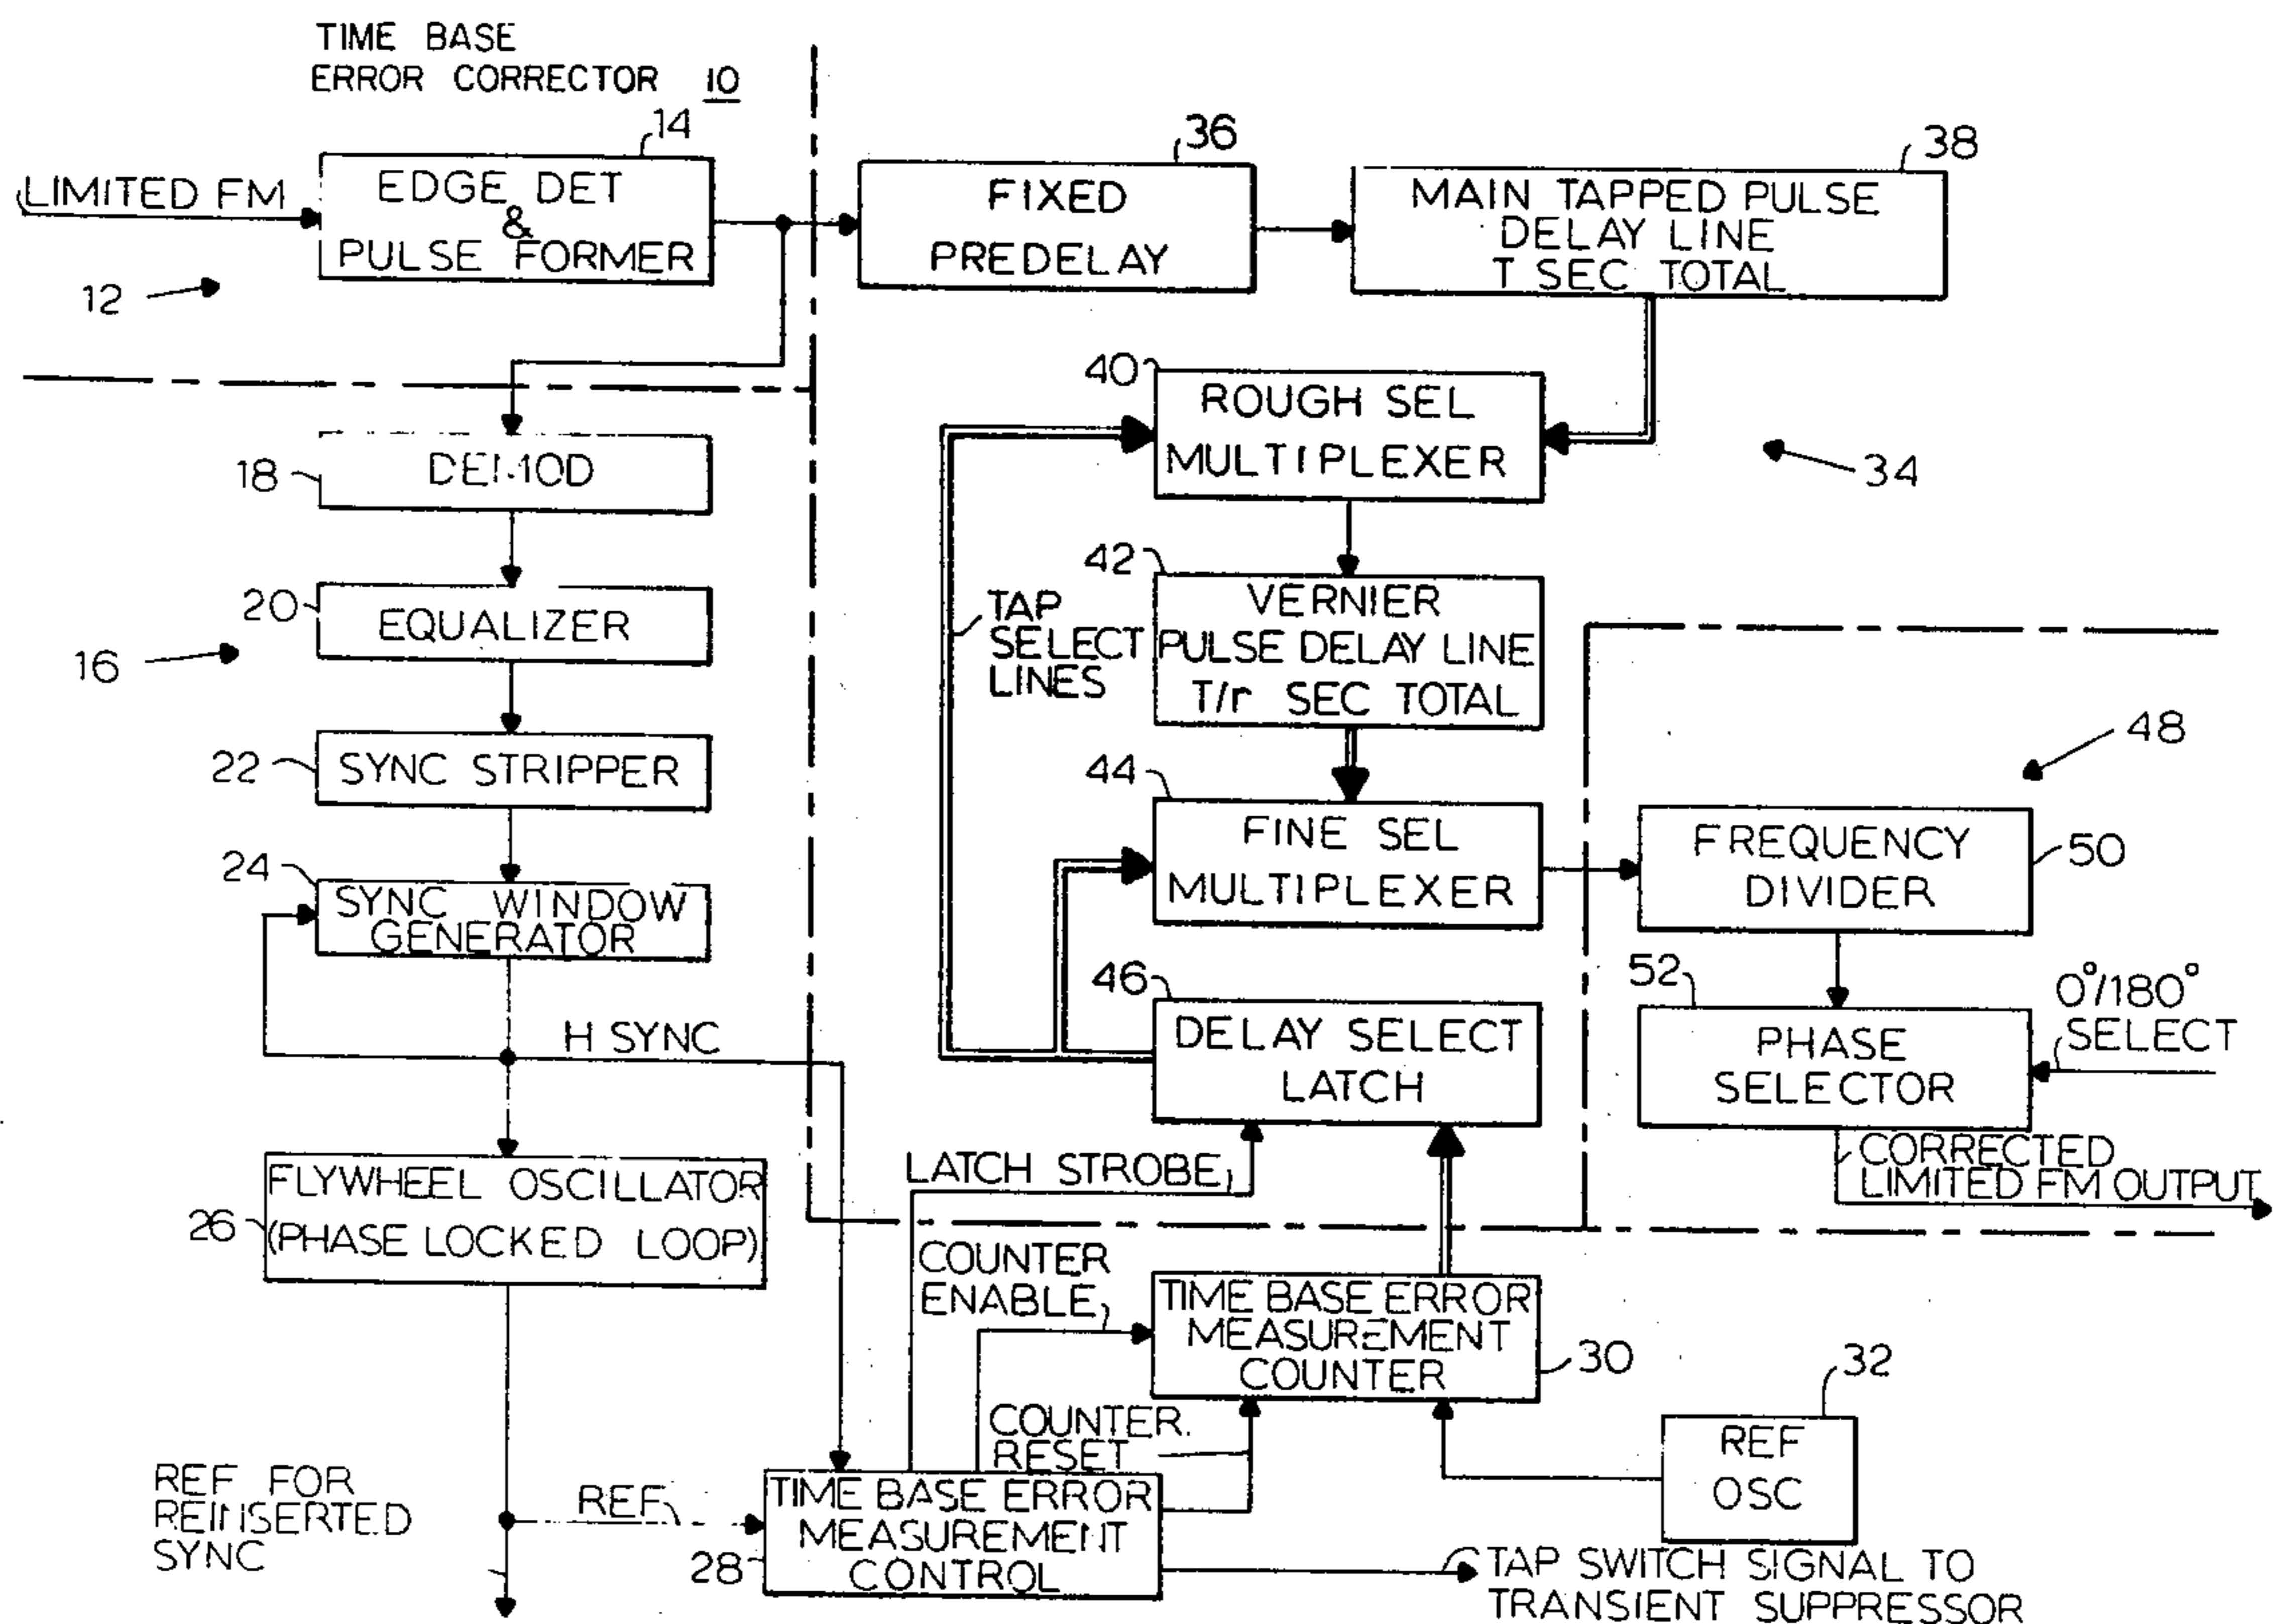 TIME BASE
ERROR CORRECTOR 10
14
LIMITED FM
EDGE DET
&
PULSE FORMER
12
36
FIXED
PREDELAY
38
MAIN TAPPED PULSE
DELAY LINE
T SEC TOTAL
40
ROUGH SEL
MULTIPLEXER
34
18
DEMOD
42
VERNIER
PULSE DELAY LINE
T/r SEC TOTAL
TAP
SELECT
LINES
20
EQUALIZER
16
22
SYNC STRIPPER
44
FINE SEL
MULTIPLEXER
48
FREQUENCY
DIVIDER
50
24
SYNC WINDOW
GENERATOR
H SYNC
46
DELAY SELECT
LATCH
52
PHASE
SELECTOR
0°/180°
SELECT
CORRECTED
LIMITED FM OUTPUT
FLYWHEEL OSCILLATOR
(PHASE LOCKED LOOP)
26
LATCH STROBE
COUNTER
ENABLE
TIME BASE ERROR
MEASUREMENT
COUNTER
30
32
REF
OSC
COUNTER
RESET
REF FOR
REINSERTED
SYNC
REF
TIME BASE ERROR
MEASUREMENT
CONTROL
28
TAP SWITCH SIGNAL TO
TRANSIENT SUPPRESSOR